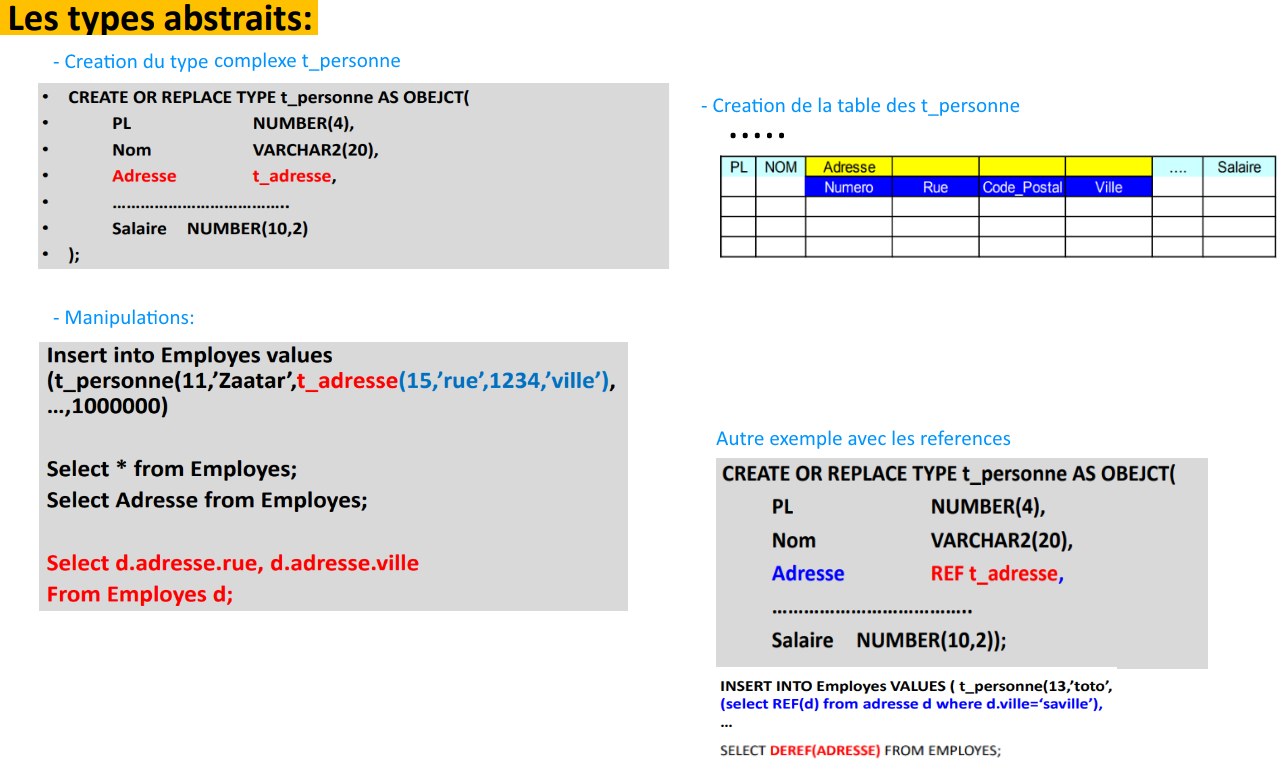 Les types abstraits:
- Creation du type complexe t_personne
• CREATE OR REPLACE TYPE t_personne AS OBEJCT(
• PL NUMBER(4),
• Nom VARCHAR2(20),
• Adresse t_adresse,
• ……………………………..
• Salaire NUMBER(10,2)
• );
- Creation de la table des t_personne
.....
PL NOM Adresse .... Salaire
Numero Rue Code_Postal Ville
- Manipulations:
Insert into Employes values
(t_personne(11,’Zaatar’,t_adresse(15,’rue’,1234,’ville’),
…,1000000)
Select * from Employes;
Select Adresse from Employes;
Select d.adresse.rue, d.adresse.ville
From Employes d;
Autre exemple avec les references
CREATE OR REPLACE TYPE t_personne AS OBEJCT(
PL NUMBER(4),
Nom VARCHAR2(20),
Adresse REF t_adresse,
……………………………..
Salaire NUMBER(10,2));
INSERT INTO Employes VALUES ( t_personne(13,’toto’,
(select REF(d) from adresse d where d.ville=‘saville’),
…
SELECT DEREF(ADRESSE) FROM EMPLOYES;